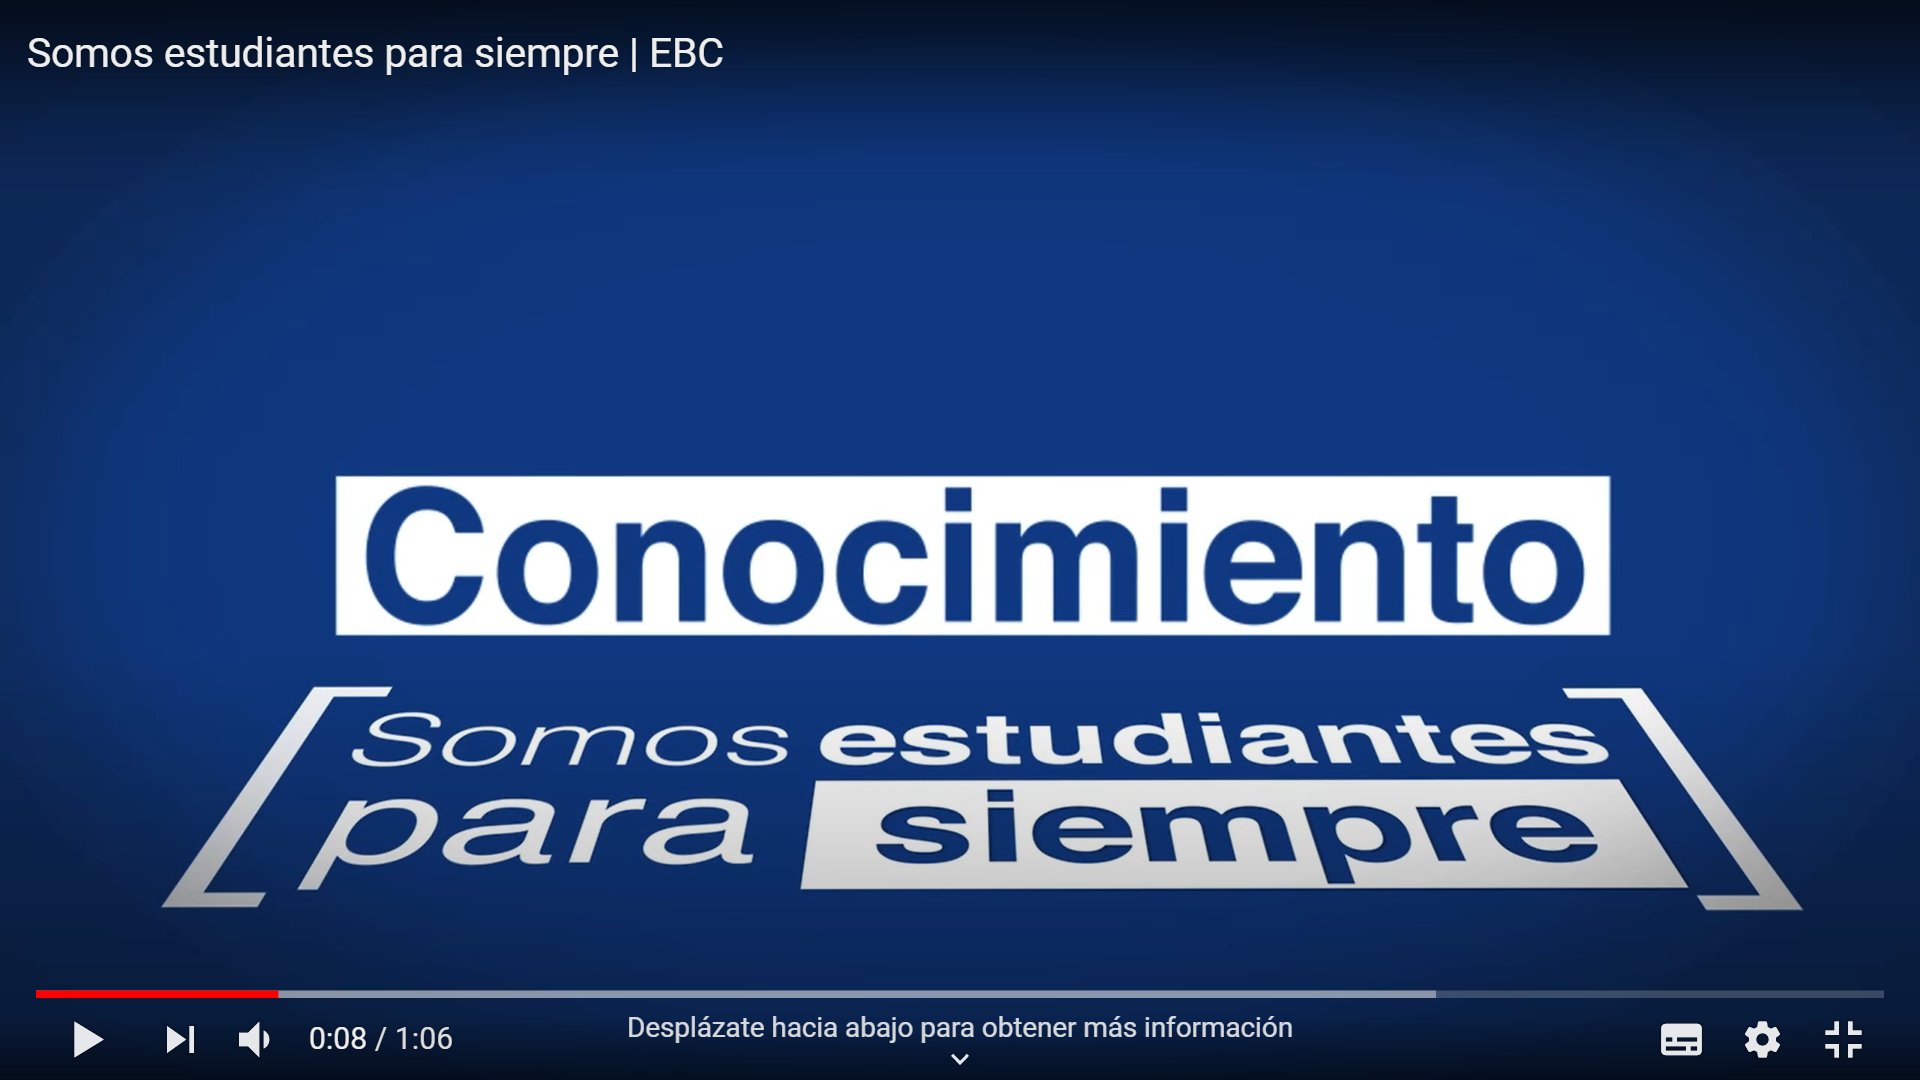 Somos estudiantes para siempre | EBC
Conocimiento
Somos estudiantes
para siempre
0:08 / 1:06
Desplázate hacia abajo para obtener más información